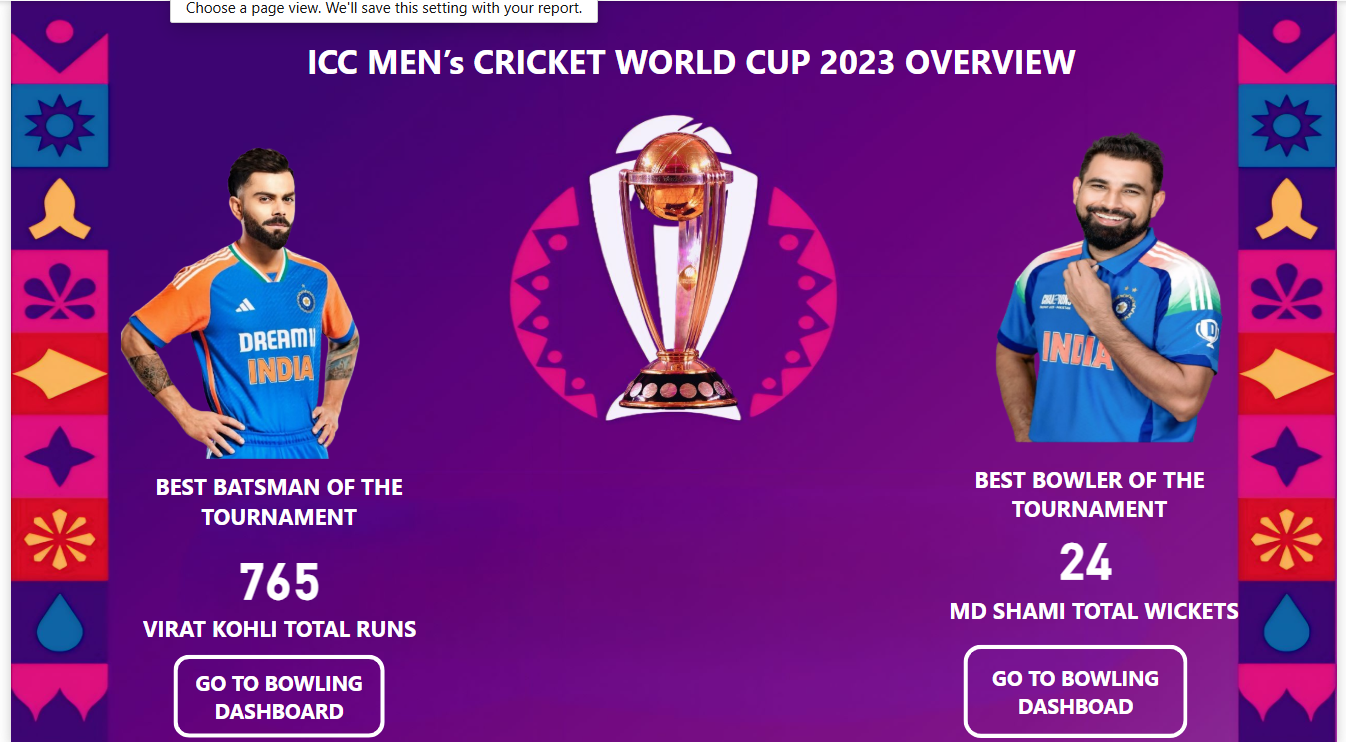 Choose a page view. We'll save this setting with your report.
ICC MEN’s CRICKET WORLD CUP 2023 OVERVIEW
DREAM 11
INDIA
INDIA
BEST BATSMAN OF THE
TOURNAMENT
765
VIRAT KOHLI TOTAL RUNS
GO TO BOWLING
DASHBOARD
BEST BOWLER OF THE
TOURNAMENT
24
MD SHAMI TOTAL WICKETS
GO TO BOWLING
DASHBOAD